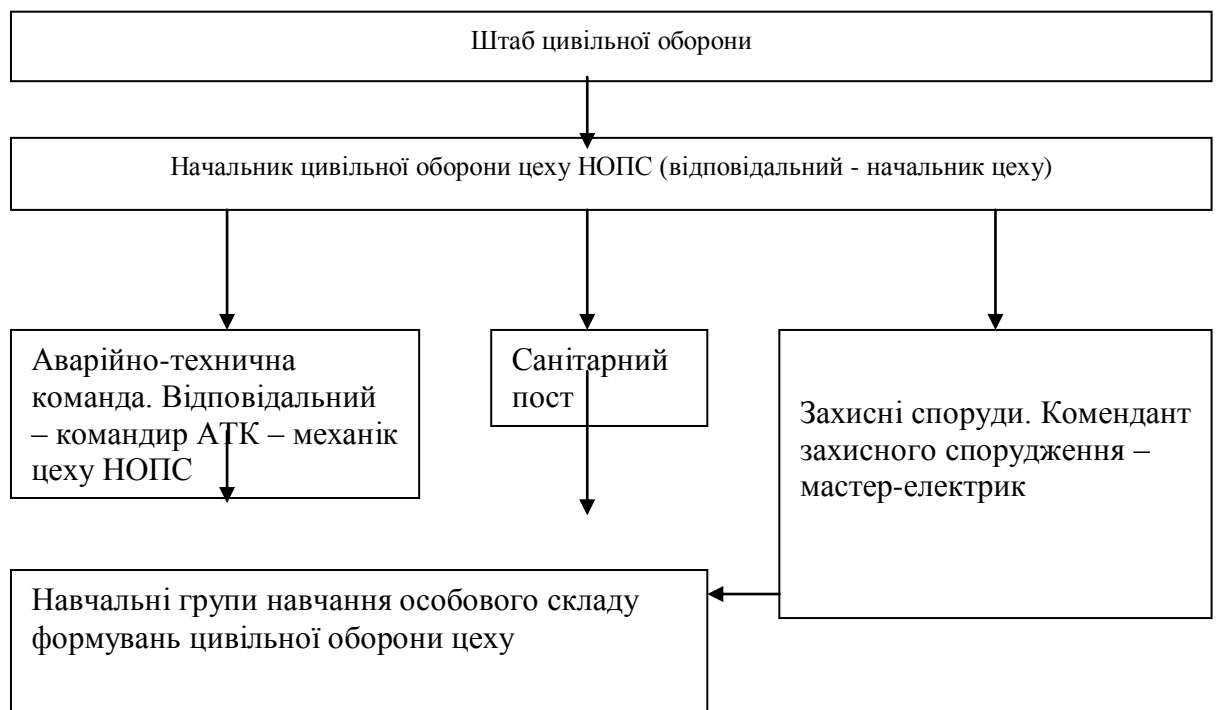 Штаб цивільної оборони
Начальник цивільної оборони цеху НОПС (відповідальний - начальник цеху)
Аварійно-технична
команда. Відповідальний
– командир АТК – механік
цеху НОПС
Санітарний
пост
Захисні споруди. Комендант
захисного спорудження –
мастер-електрик
Навчальні групи навчання особового складу
формувань цивільної оборони цеху